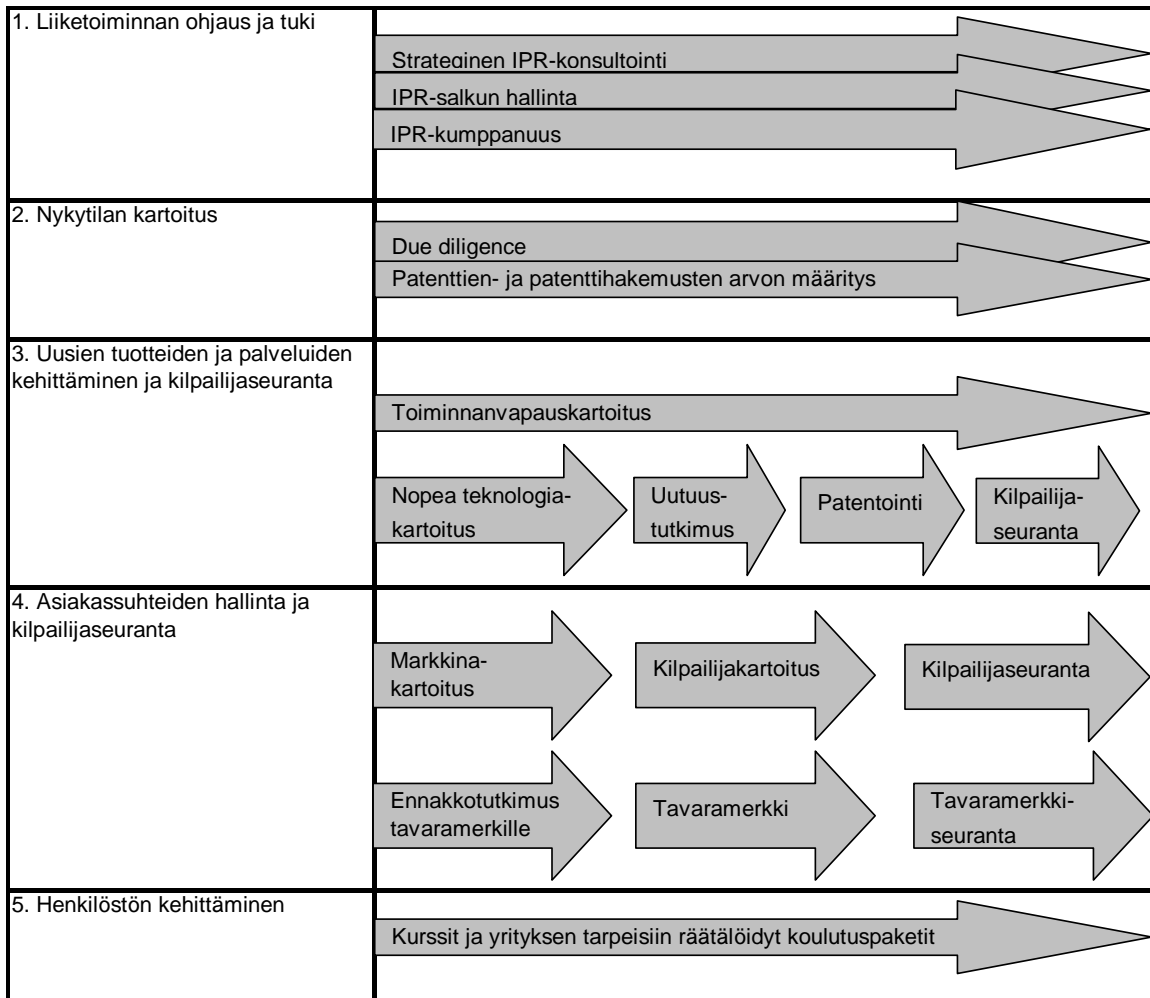 1. Liiketoiminnan ohjaus ja tuki
Strateginen IPR-konsultointi
IPR-salkun hallinta
IPR-kumppanuus
2. Nykytilan kartoitus
Due diligence
Patenttien- ja patenttihakemusten arvon määritys
3. Uusien tuotteiden ja palveluiden
kehittäminen ja kilpailijaseuranta
Toiminnanvapauskartoitus
Nopea teknologia-
kartoitus
Uutuus-
tutkimus
Patentointi
Kilpailija-
seuranta
4. Asiakassuhteiden hallinta ja
kilpailijaseuranta
Markkina-
kartoitus
Kilpailijakartoitus
Kilpailijaseuranta
Ennakkotutkimus
tavaramerkille
Tavaramerkki
Tavaramerkki-
seuranta
5. Henkilöstön kehittäminen
Kurssit ja yrityksen tarpeisiin räätälöidyt koulutuspaketit